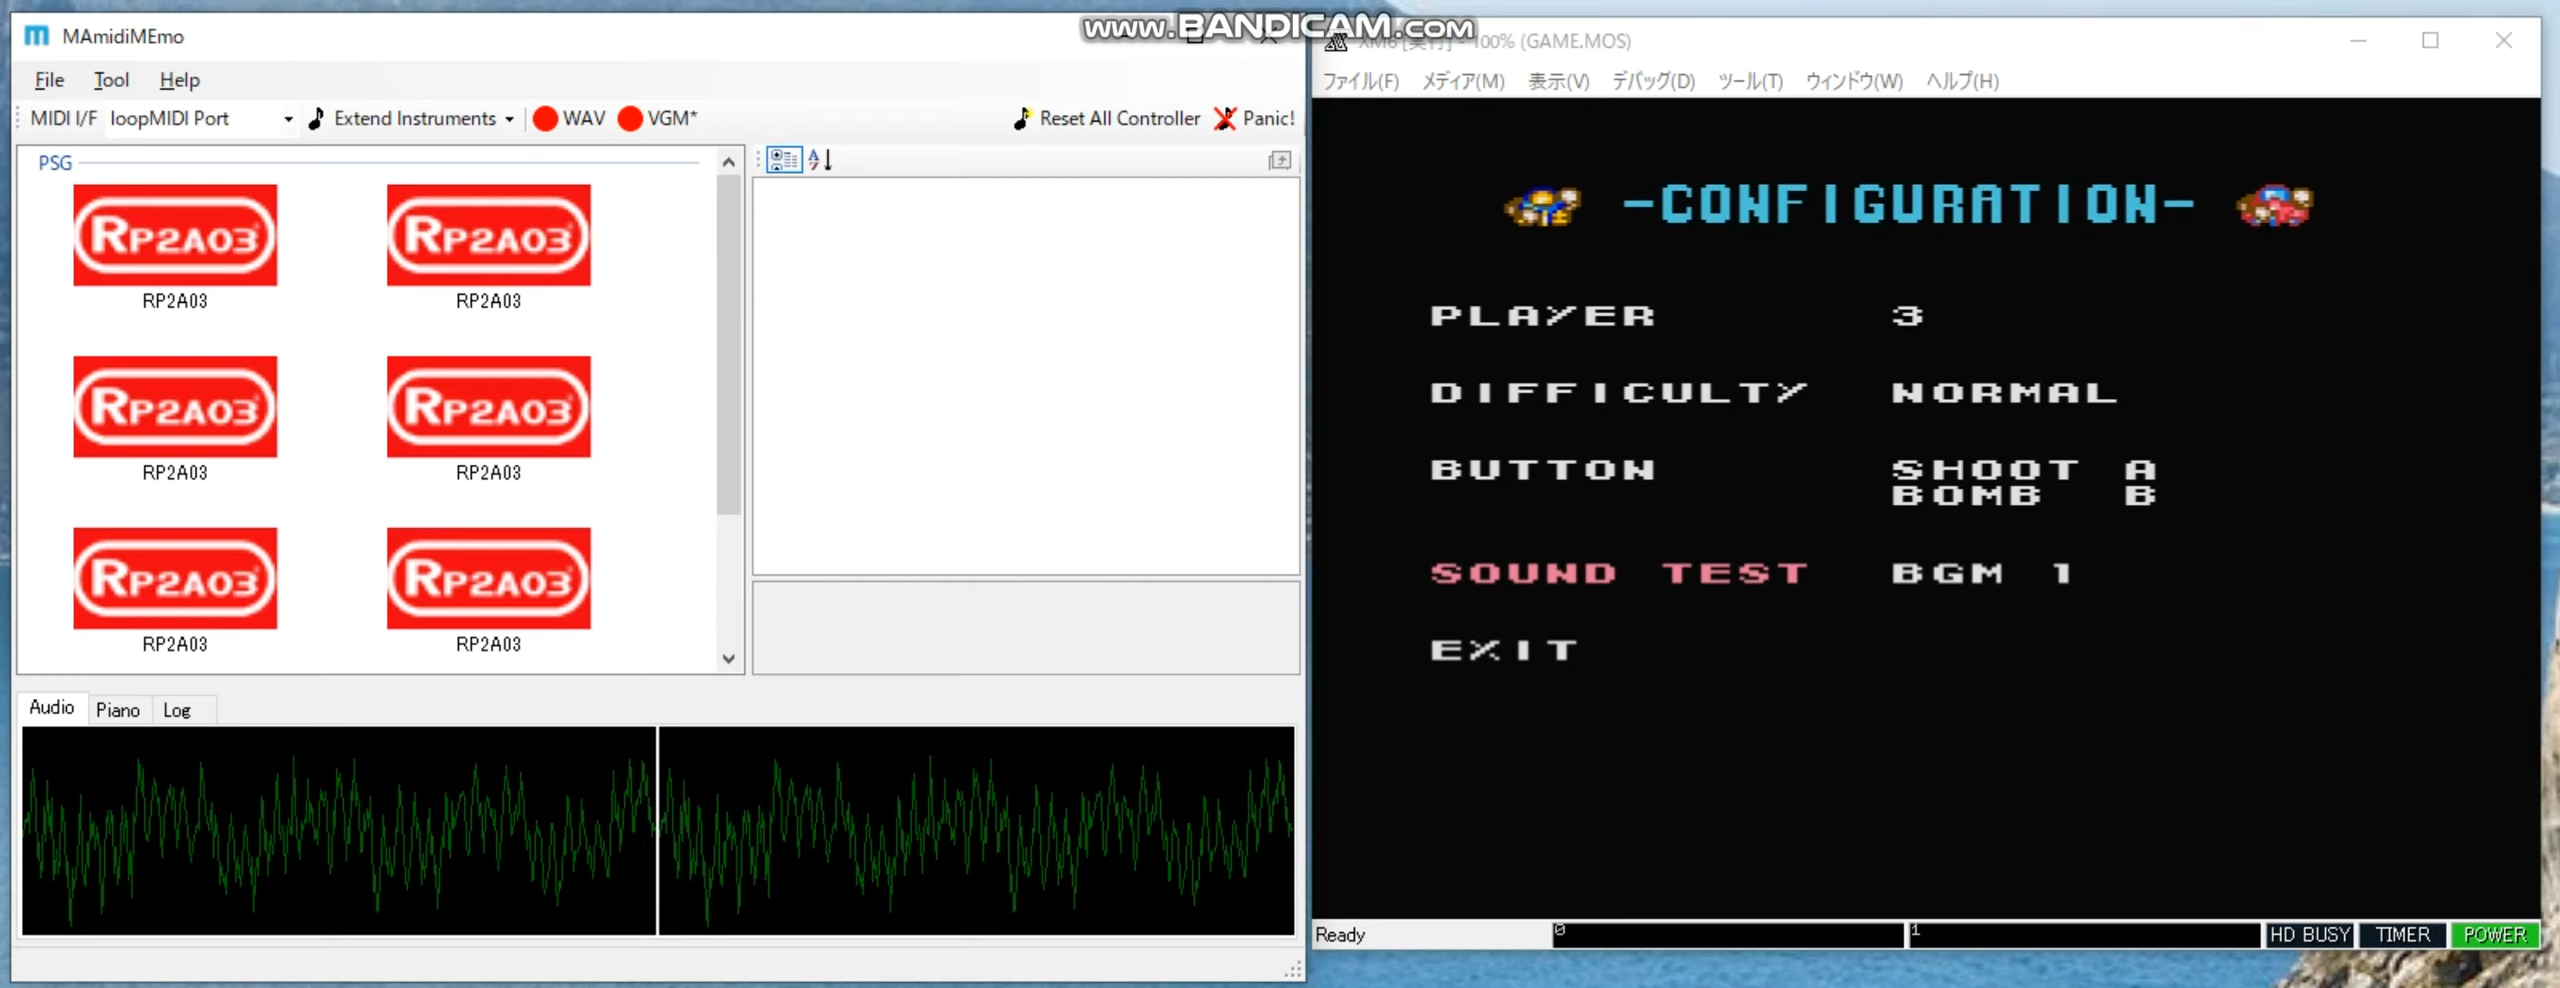 www.BANDICAM.com
MAmidiMEmo
File Tool Help
MIDI I/F loopMIDI Port Extend Instruments WAV VGM* Reset All Controller Panic!
PSG
RP2A03 RP2A03
RP2A03 RP2A03
RP2A03 RP2A03
RP2A03 RP2A03
RP2A03 RP2A03
RP2A03 RP2A03
Audio Piano Log
XM6 [実行] - 100% (GAME.MOS)
ファイル(F) メディア(M) 表示(V) デバッグ(D) ツール(T) ウィンドウ(W) ヘルプ(H)
-CONFIGURATION-
PLAYER 3
DIFFICULTY NORMAL
BUTTON SHOOT A
BOMB B
SOUND TEST BGM 1
EXIT
Ready 0 1 HD BUSY TIMER POWER